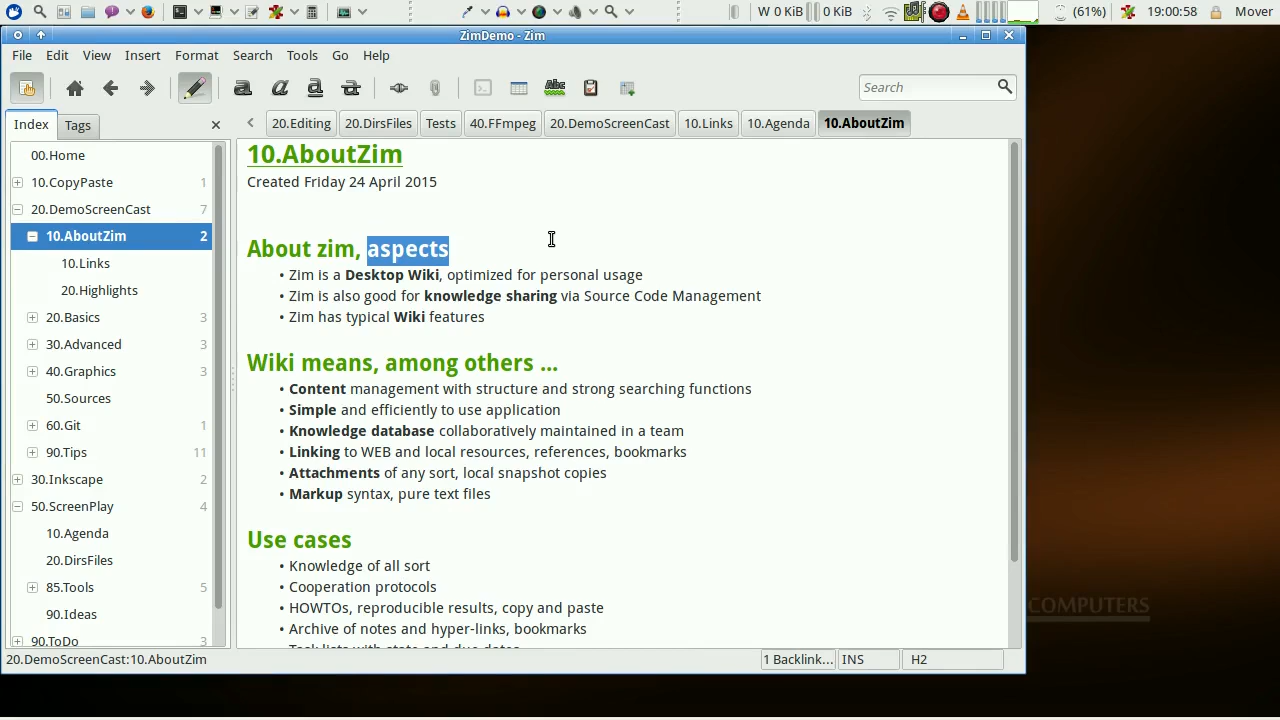 W 0 KiB 0 KiB (61%) 19:00:58 Mover
ZimDemo - Zim
File Edit View Insert Format Search Tools Go Help
a a a a Abc Search
Index Tags
20.Editing 20.DirsFiles Tests 40.FFmpeg 20.DemoScreenCast 10.Links 10.Agenda 10.AboutZim
00.Home
10.CopyPaste 1
20.DemoScreenCast 7
10.AboutZim 2
10.Links
20.Highlights
20.Basics 3
30.Advanced 3
40.Graphics 3
50.Sources
60.Git 1
90.Tips 11
30.Inkscape 2
50.ScreenPlay 4
10.Agenda
20.DirsFiles
85.Tools 5
90.Ideas
90.ToDo 3
10.AboutZim
Created Friday 24 April 2015
About zim, aspects
• Zim is a Desktop Wiki, optimized for personal usage
• Zim is also good for knowledge sharing via Source Code Management
• Zim has typical Wiki features
Wiki means, among others ...
• Content management with structure and strong searching functions
• Simple and efficiently to use application
• Knowledge database collaboratively maintained in a team
• Linking to WEB and local resources, references, bookmarks
• Attachments of any sort, local snapshot copies
• Markup syntax, pure text files
Use cases
• Knowledge of all sort
• Cooperation protocols
• HOWTOs, reproducible results, copy and paste
• Archive of notes and hyper-links, bookmarks
• Task lists with state and due dates
COMPUTERS
20.DemoScreenCast:10.AboutZim 1 Backlink... INS H2